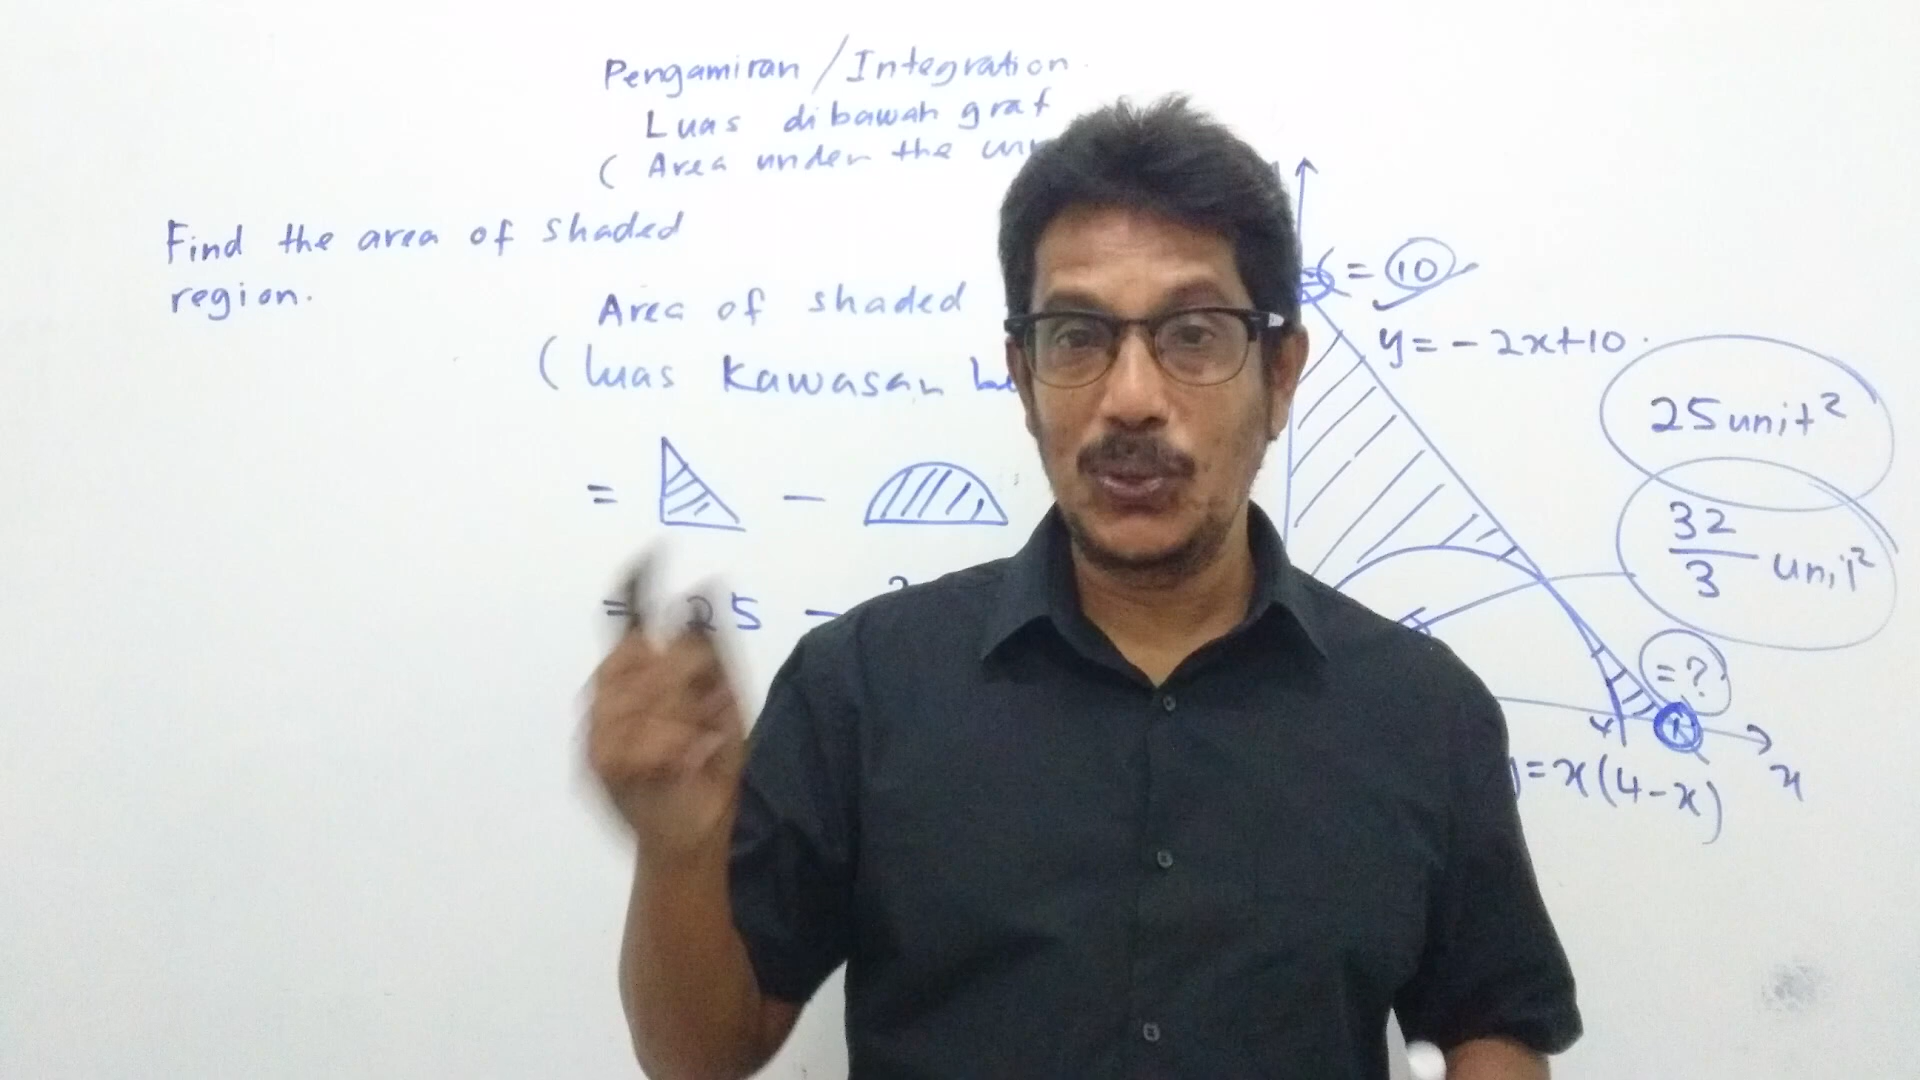 Pengamiran / Integration.
Luas dibawah graf
( Area under the
Find the area of shaded
region.
Area of shaded
( luas kawasan
= −
= 25 −
= 10
y = - 2x+10.
25 unit²
32/3 unit²
= ?
x
y=x(4-x)